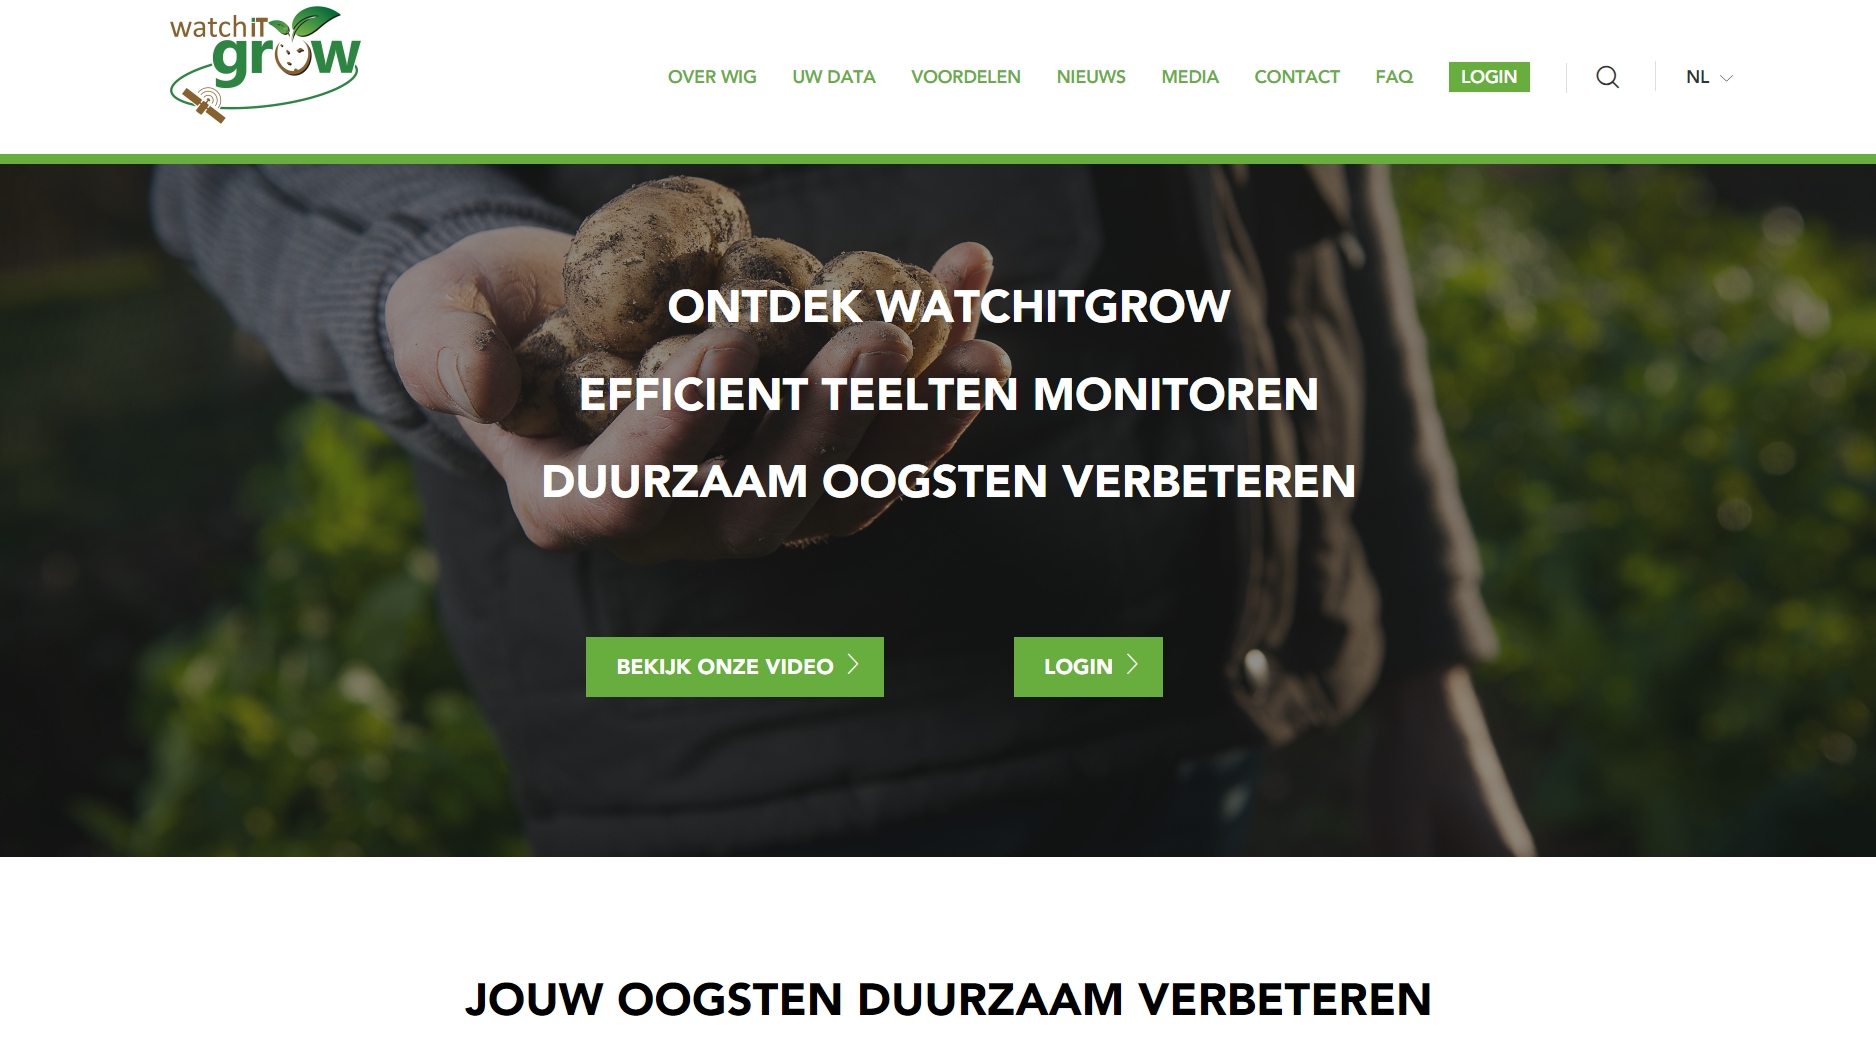 watchiT
grow
OVER WIG UW DATA VOORDELEN NIEUWS MEDIA CONTACT FAQ LOGIN NL
ONTDEK WATCHITGROW
EFFICIENT TEELTEN MONITOREN
DUURZAAM OOGSTEN VERBETEREN
BEKIJK ONZE VIDEO LOGIN
JOUW OOGSTEN DUURZAAM VERBETEREN